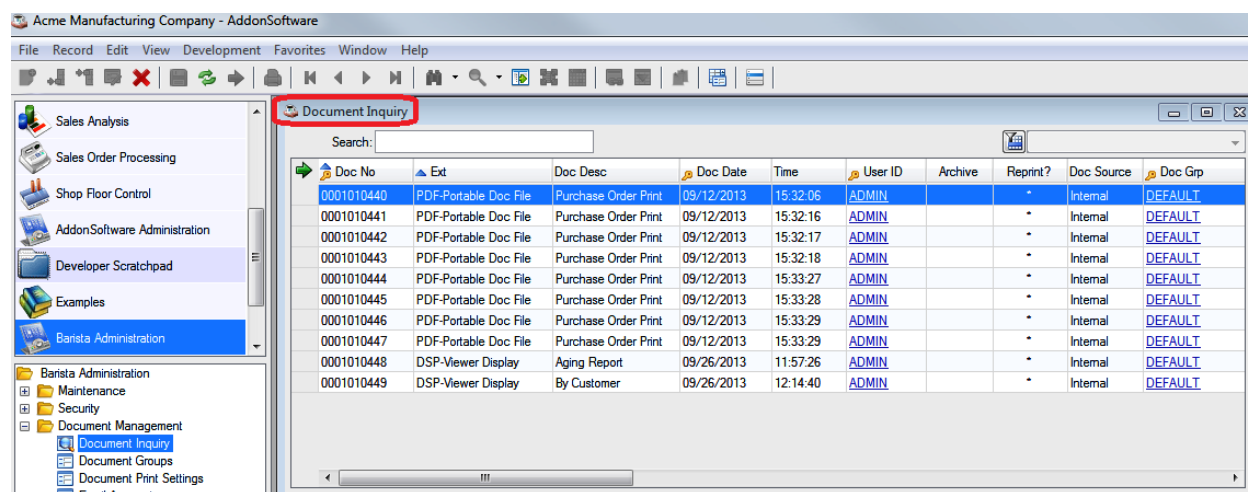 Acme Manufacturing Company - AddonSoftware
File Record Edit View Development Favorites Window Help
Sales Analysis
Sales Order Processing
Shop Floor Control
AddonSoftware Administration
Developer Scratchpad
Examples
Barista Administration
Barista Administration
Maintenance
Security
Document Management
Document Inquiry
Document Groups
Document Print Settings
Document Inquiry
Search:
Doc No Ext Doc Desc Doc Date Time User ID Archive Reprint? Doc Source Doc Grp
0001010440 PDF-Portable Doc File Purchase Order Print 09/12/2013 15:32:06 ADMIN * Internal DEFAULT
0001010441 PDF-Portable Doc File Purchase Order Print 09/12/2013 15:32:16 ADMIN * Internal DEFAULT
0001010442 PDF-Portable Doc File Purchase Order Print 09/12/2013 15:32:17 ADMIN * Internal DEFAULT
0001010443 PDF-Portable Doc File Purchase Order Print 09/12/2013 15:32:18 ADMIN * Internal DEFAULT
0001010444 PDF-Portable Doc File Purchase Order Print 09/12/2013 15:33:27 ADMIN * Internal DEFAULT
0001010445 PDF-Portable Doc File Purchase Order Print 09/12/2013 15:33:28 ADMIN * Internal DEFAULT
0001010446 PDF-Portable Doc File Purchase Order Print 09/12/2013 15:33:29 ADMIN * Internal DEFAULT
0001010447 PDF-Portable Doc File Purchase Order Print 09/12/2013 15:33:29 ADMIN * Internal DEFAULT
0001010448 DSP-Viewer Display Aging Report 09/26/2013 11:57:26 ADMIN * Internal DEFAULT
0001010449 DSP-Viewer Display By Customer 09/26/2013 12:14:40 ADMIN * Internal DEFAULT